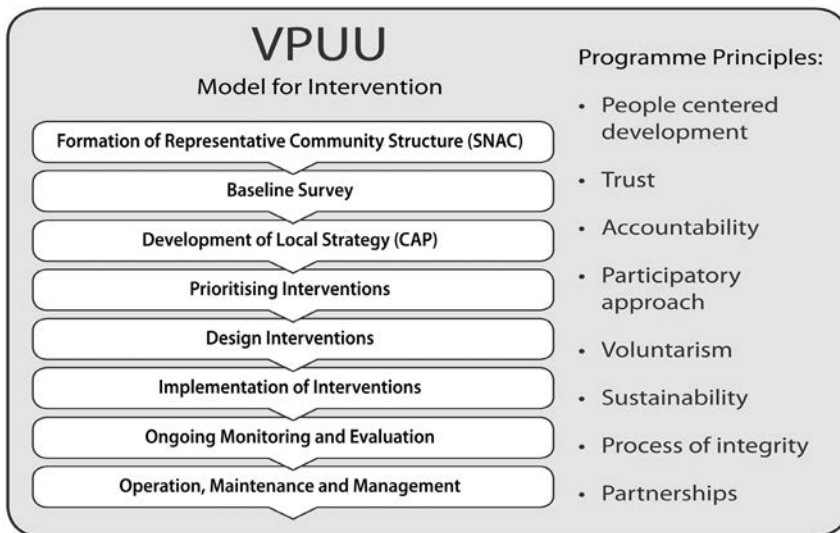 VPUU
Model for Intervention
Formation of Representative Community Structure (SNAC)
Baseline Survey
Development of Local Strategy (CAP)
Prioritising Interventions
Design Interventions
Implementation of Interventions
Ongoing Monitoring and Evaluation
Operation, Maintenance and Management
Programme Principles:
• People centered
development
• Trust
• Accountability
• Participatory
approach
• Voluntarism
• Sustainability
• Process of integrity
• Partnerships